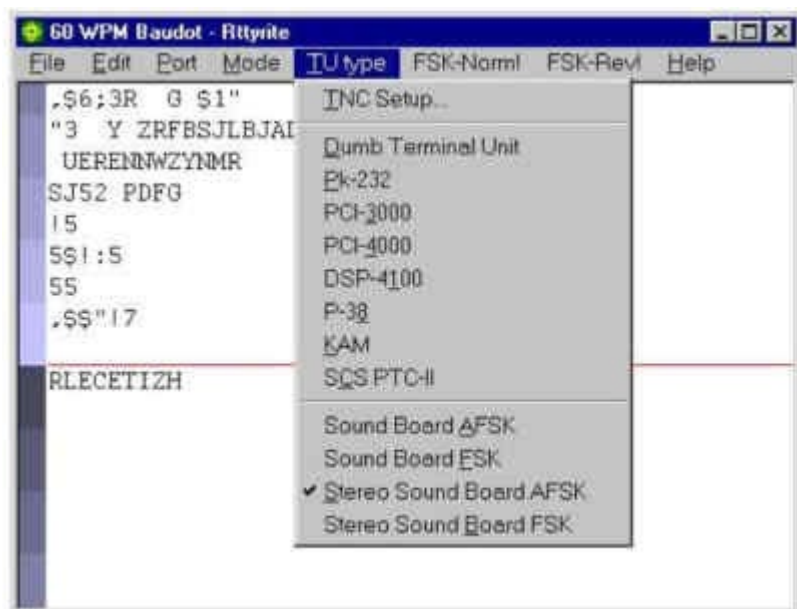 60 WPM Baudot - Rttyrite
File Edit Port Mode TU type FSK-Norml FSK-Revl Help
,$6;3R G $1"
"3 Y ZRFBSJLBJAI
UERENNWZYNMR
SJ52 PDFG
!5
5$!:5
55
,$$"!7
RLECETIZH
TNC Setup...
Dumb Terminal Unit
Pk-232
PCI-3000
PCI-4000
DSP-4100
P-38
KAM
SCS PTC-II
Sound Board AFSK
Sound Board FSK
Stereo Sound Board AFSK
Stereo Sound Board FSK